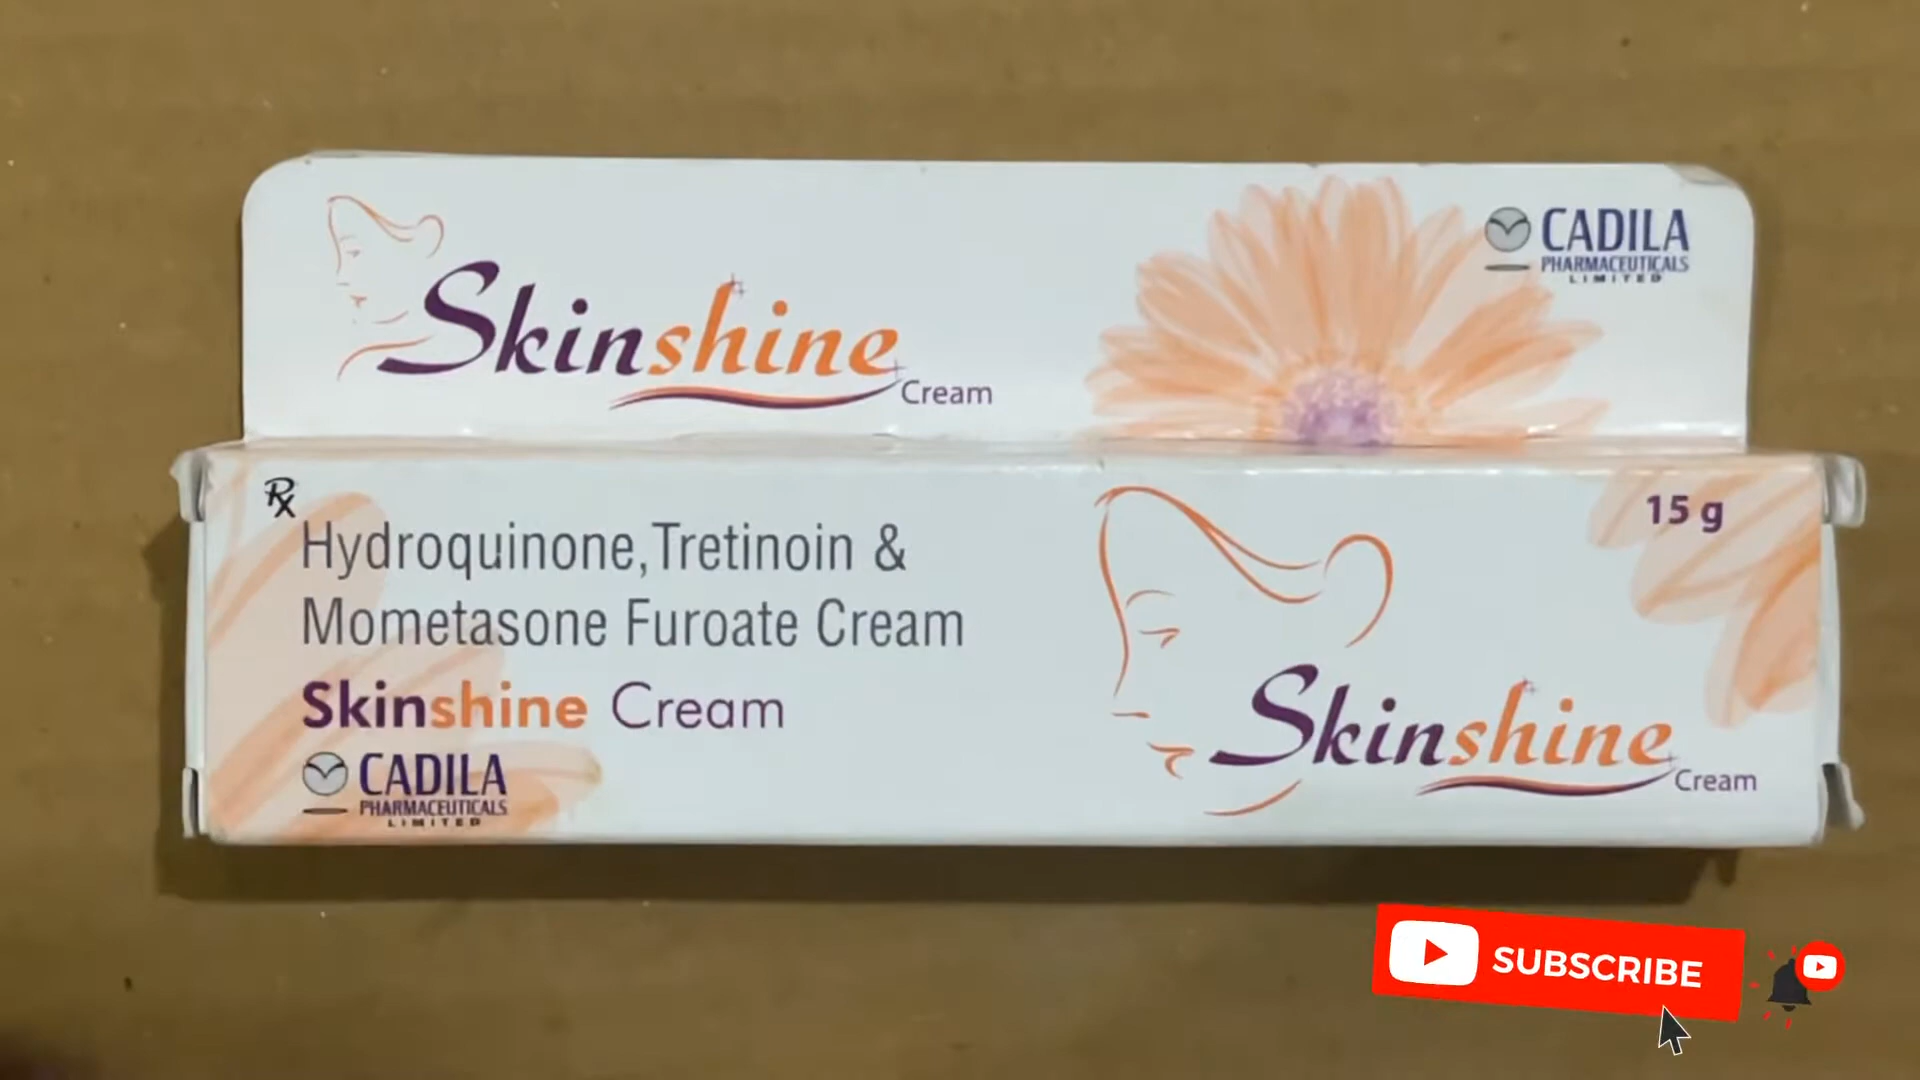 CADILA
PHARMACEUTICALS
LIMITED
Skinshine
Cream
Rx
15 g
Hydroquinone, Tretinoin &
Mometasone Furoate Cream
Skinshine Cream
CADILA
PHARMACEUTICALS
LIMITED
Skinshine
Cream
SUBSCRIBE